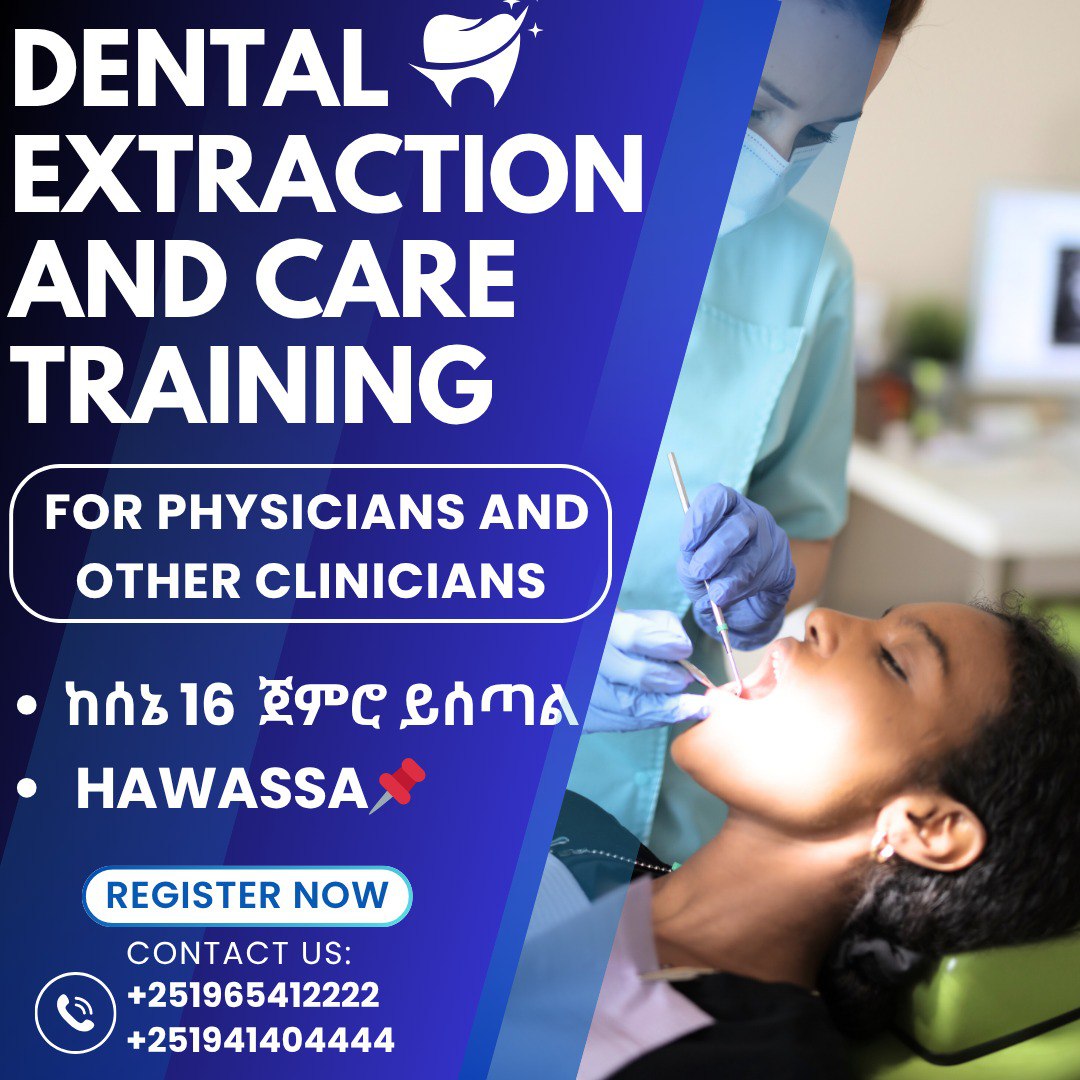 DENTAL
EXTRACTION
AND CARE
TRAINING
FOR PHYSICIANS AND
OTHER CLINICIANS
• ከሰኔ 16 ጀምሮ ይሰጣል
• HAWASSA
REGISTER NOW
CONTACT US:
+251965412222
+251941404444